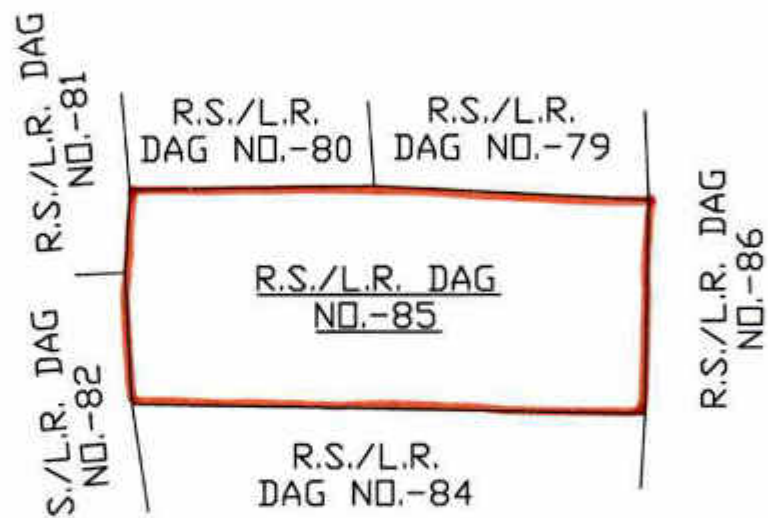 R.S./L.R. DAG
NO.-81
R.S./L.R.
DAG NO.-80
R.S./L.R.
DAG NO.-79
R.S./L.R. DAG
NO.-85
R.S./L.R. DAG
NO.-86
S./L.R. DAG
NO.-82
R.S./L.R.
DAG NO.-84